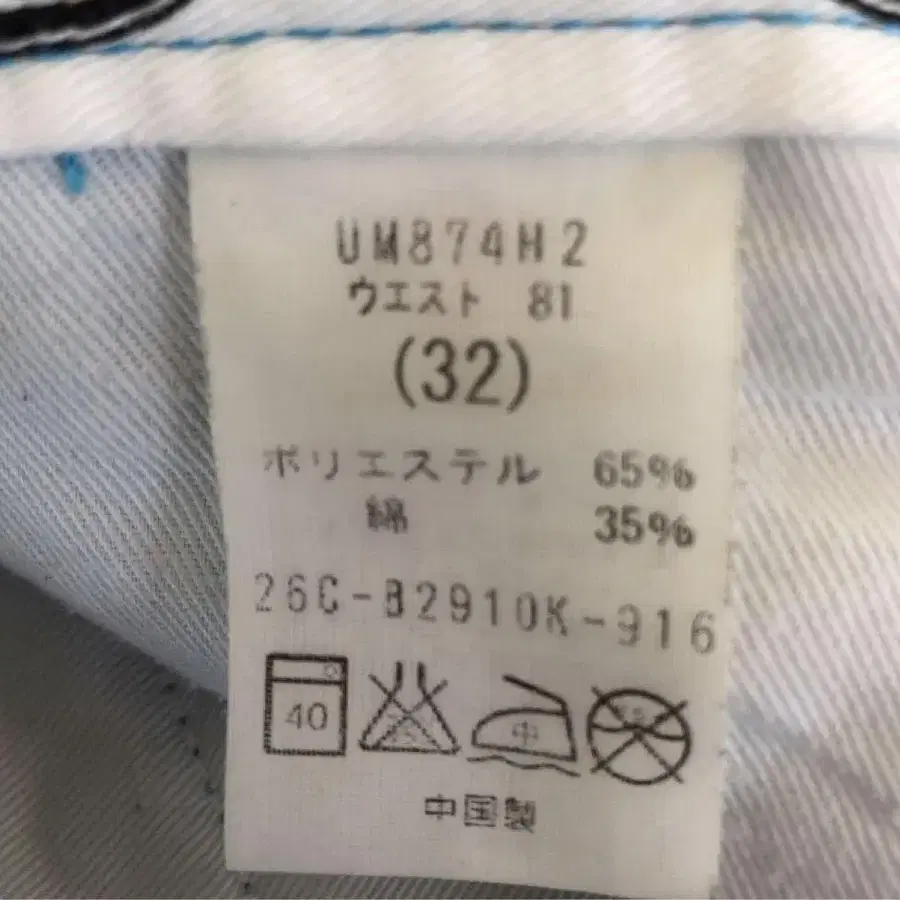 UM874H2
ウエスト 81
(32)
ポリエステル 65%
綿 35%
26C-B2910K-916
40
中
中国製